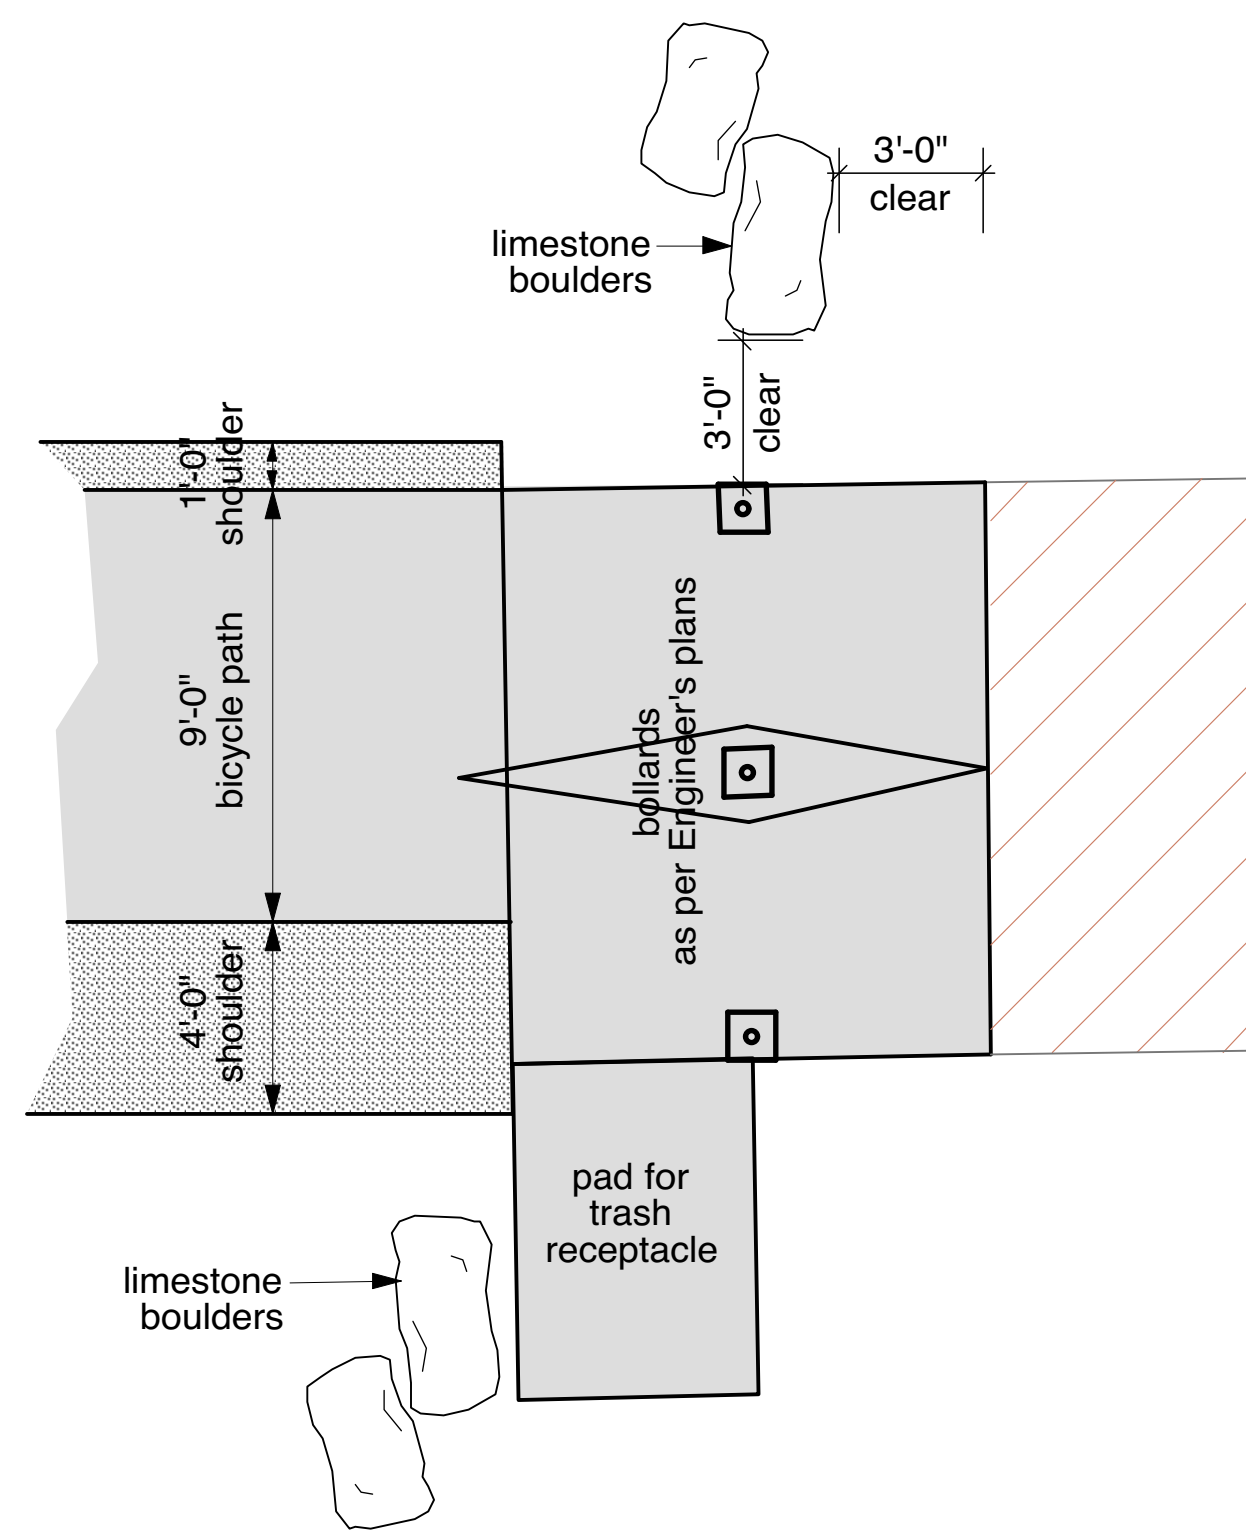 3'-0"
clear
limestone
boulders
3'-0"
clear
1'-0"
shoulder
9'-0"
bicycle path
bollards
as per Engineer's plans
4'-0"
shoulder
pad for
trash
receptacle
limestone
boulders